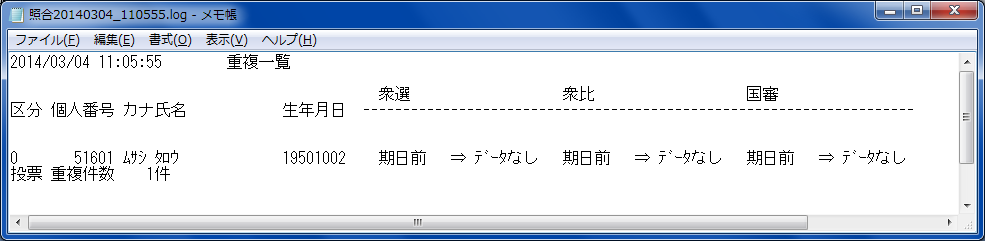 照合20140304_110555.log - メモ帳
ファイル(F) 編集(E) 書式(O) 表示(V) ヘルプ(H)
2014/03/04 11:05:55 重複一覧
衆選 衆比 国審
区分 個人番号 カナ氏名 生年月日 ---------------------------------------------------------------------
0 51601 ﾑｻｼ ﾀﾛｳ 19501002 期日前 ⇒ ﾃﾞｰﾀなし 期日前 ⇒ ﾃﾞｰﾀなし 期日前 ⇒ ﾃﾞｰﾀなし
投票 重複件数 1件